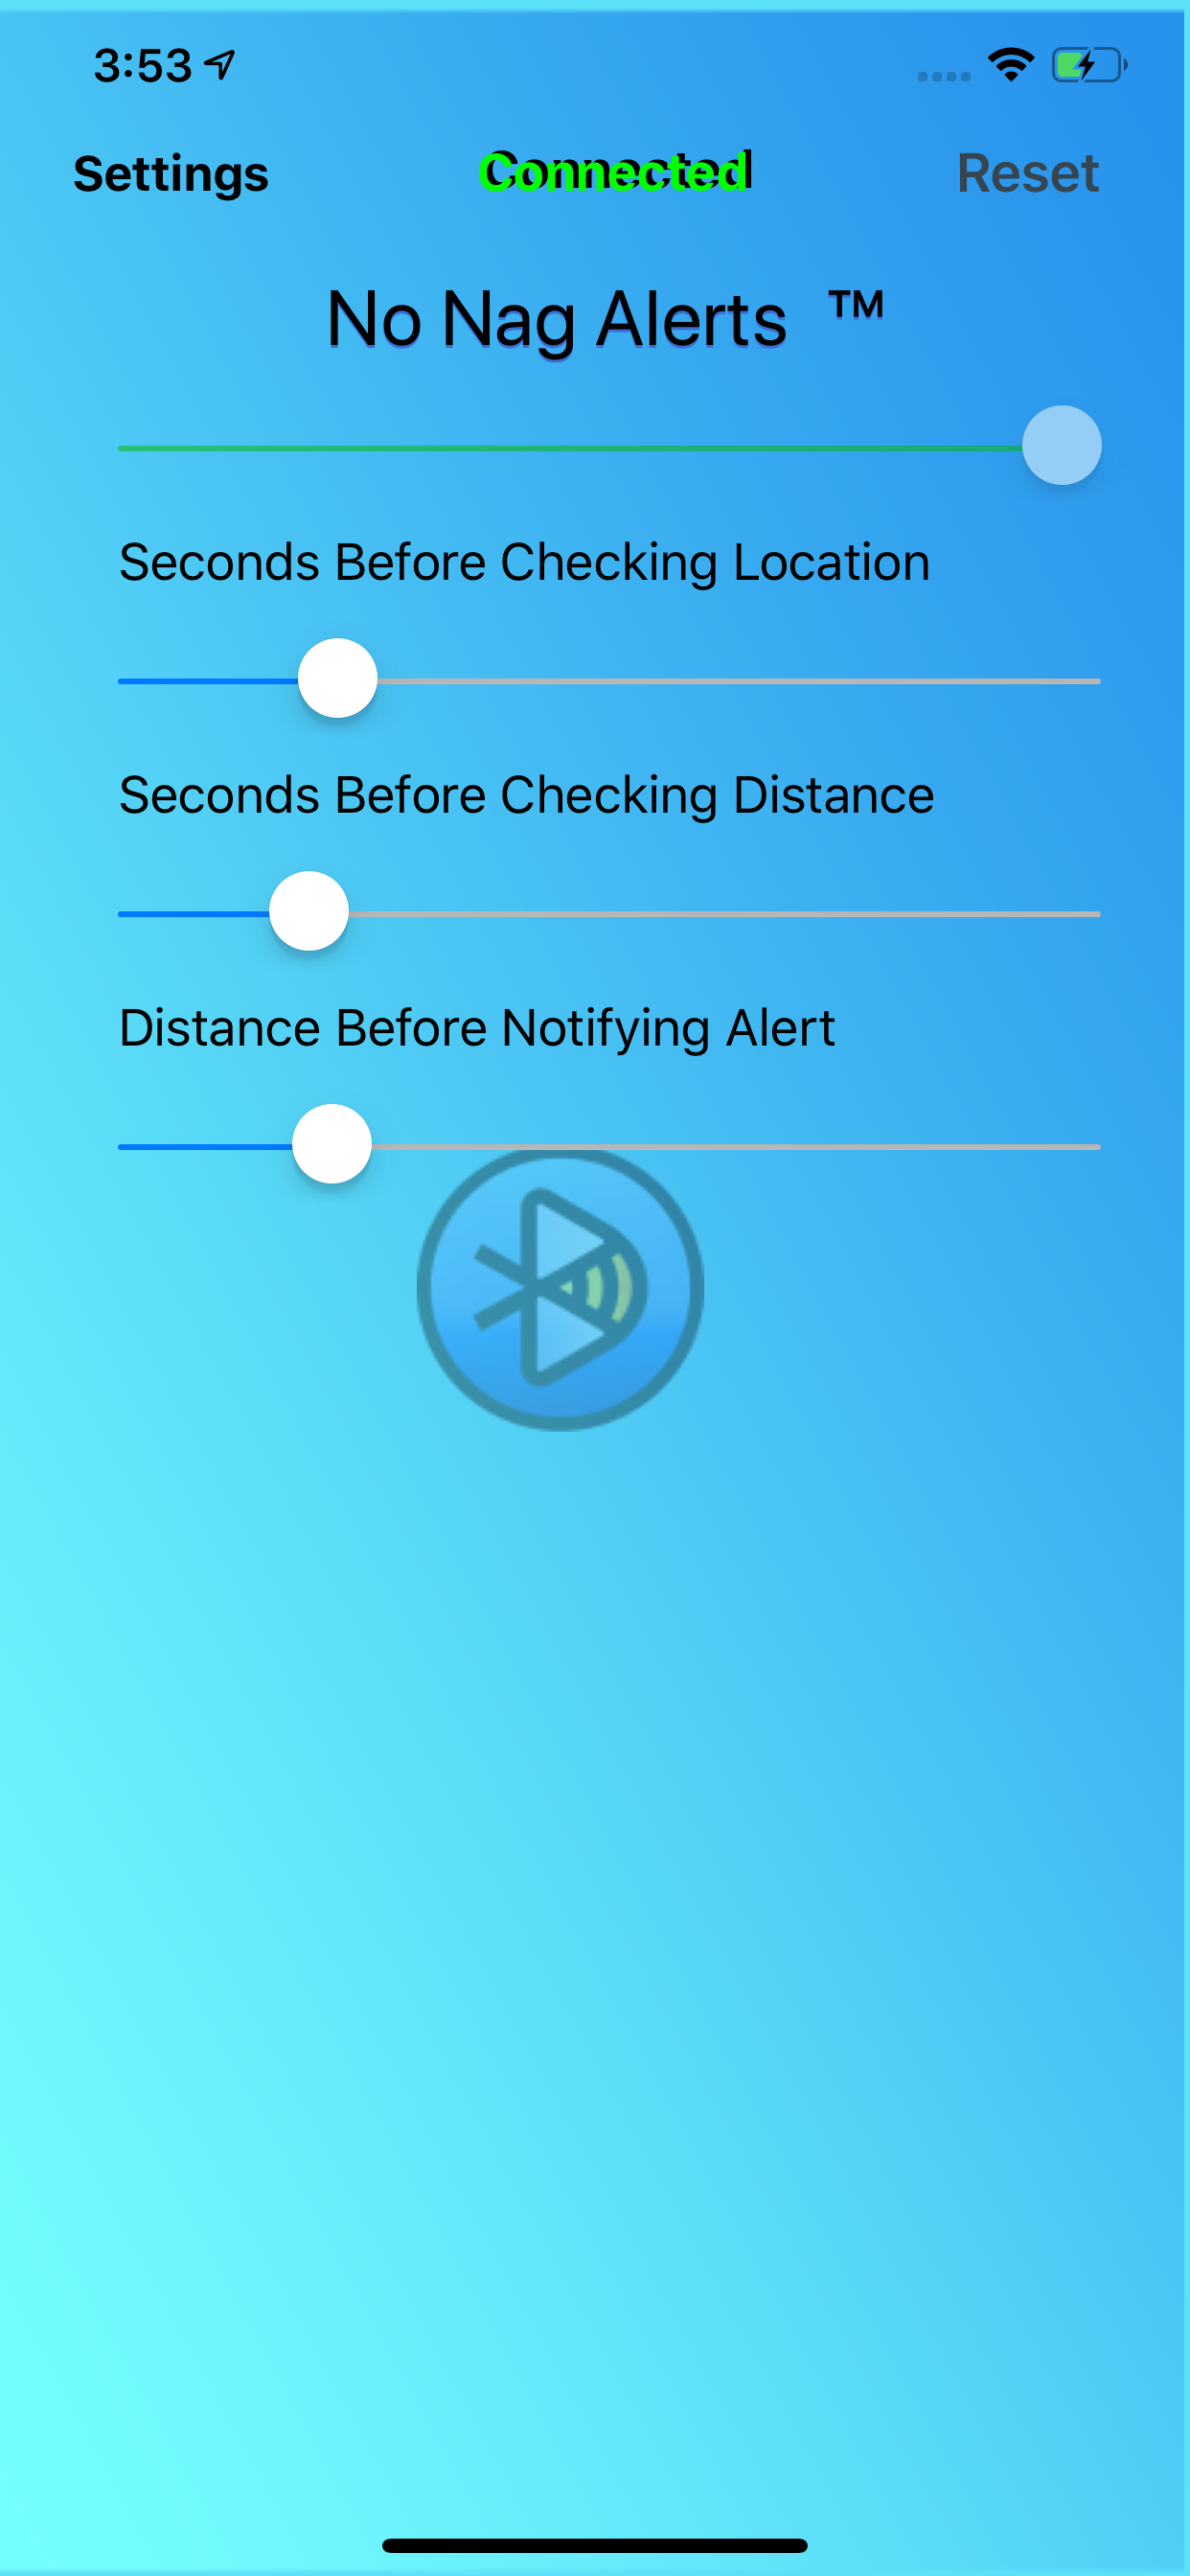 3:53
Settings Connected Reset
No Nag Alerts ™
Seconds Before Checking Location
Seconds Before Checking Distance
Distance Before Notifying Alert